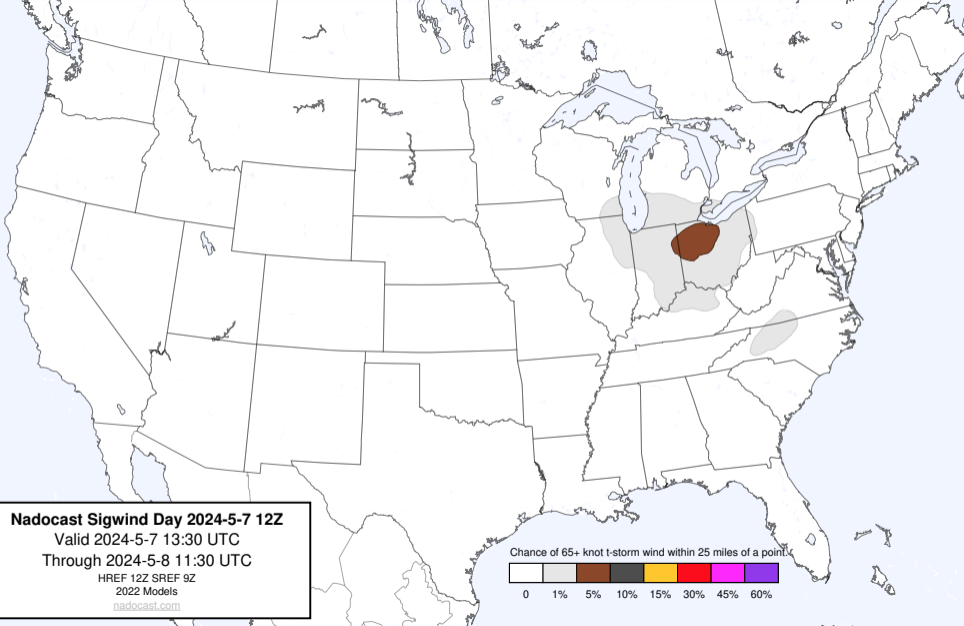 Chance of 65+ knot t-storm wind within 25 miles of a point.
0 1% 5% 10% 15% 30% 45% 60%
Nadocast Sigwind Day 2024-5-7 12Z
Valid 2024-5-7 13:30 UTC
Through 2024-5-8 11:30 UTC
HREF 12Z SREF 9Z
2022 Models
nadocast.com